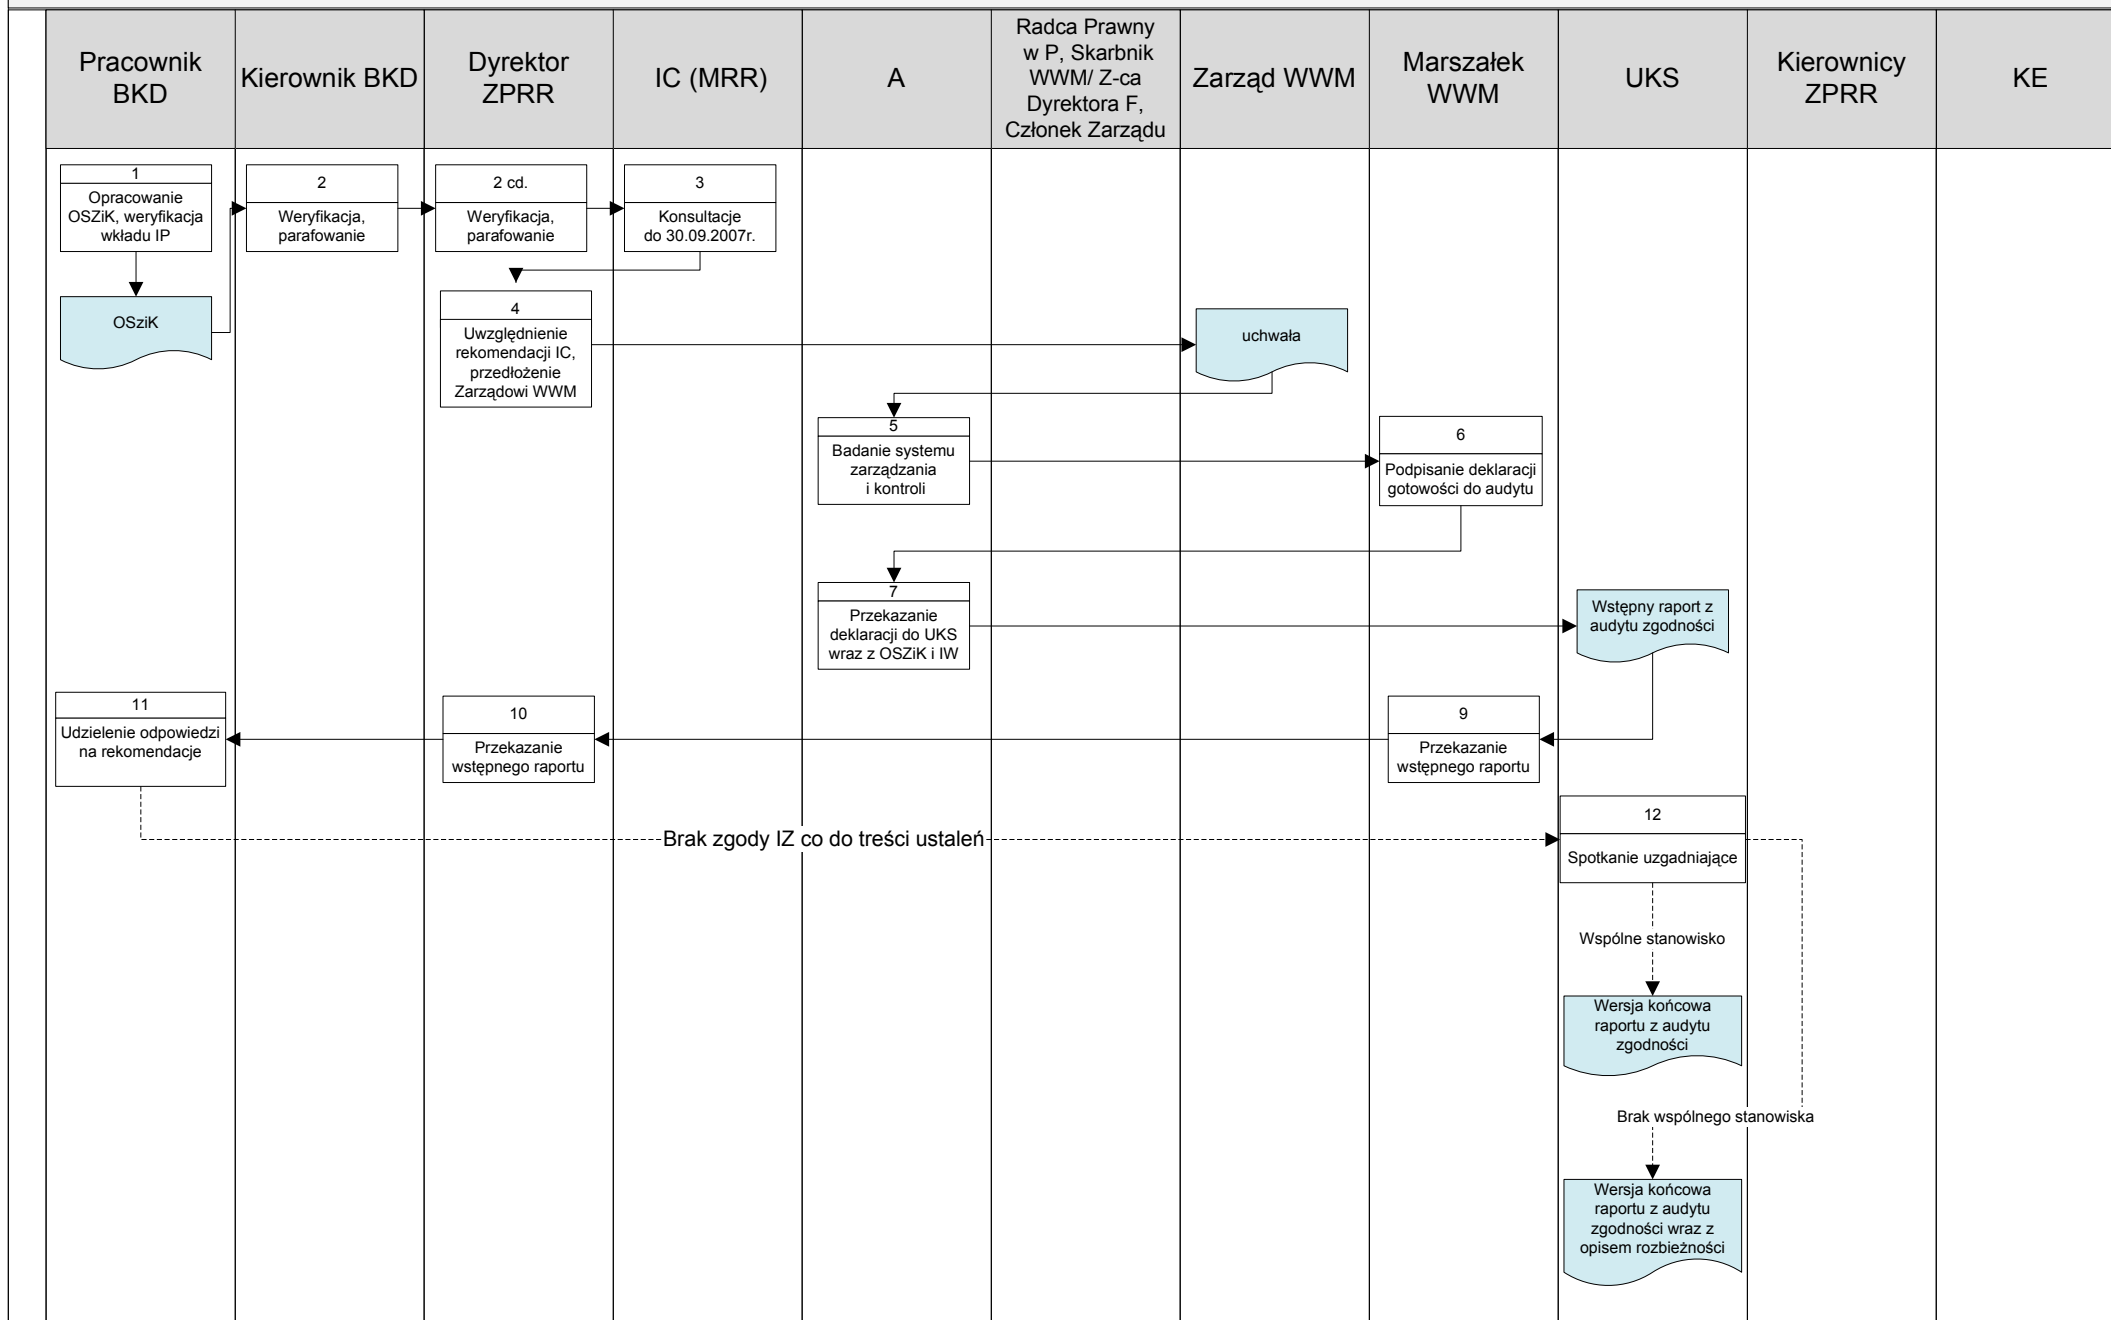 Pracownik
BKD
Kierownik BKD
Dyrektor
ZPRR
IC (MRR)
A
Radca Prawny
w P, Skarbnik
WWM/ Z-ca
Dyrektora F,
Członek Zarządu
Zarząd WWM
Marszałek
WWM
UKS
Kierownicy
ZPRR
KE
1
Opracowanie
OSZiK, weryfikacja
wkładu IP
2
Weryfikacja,
parafowanie
2 cd.
Weryfikacja,
parafowanie
3
Konsultacje
do 30.09.2007r.
OSziK
4
Uwzględnienie
rekomendacji IC,
przedłożenie
Zarządowi WWM
uchwała
5
Badanie systemu
zarządzania
i kontroli
6
Podpisanie deklaracji
gotowości do audytu
7
Przekazanie
deklaracji do UKS
wraz z OSZiK i IW
Wstępny raport z
audytu zgodności
11
Udzielenie odpowiedzi
na rekomendacje
10
Przekazanie
wstępnego raportu
9
Przekazanie
wstępnego raportu
12
Spotkanie uzgadniające
Brak zgody IZ co do treści ustaleń
Wspólne stanowisko
Wersja końcowa
raportu z audytu
zgodności
Brak wspólnego stanowiska
Wersja końcowa
raportu z audytu
zgodności wraz z
opisem rozbieżności